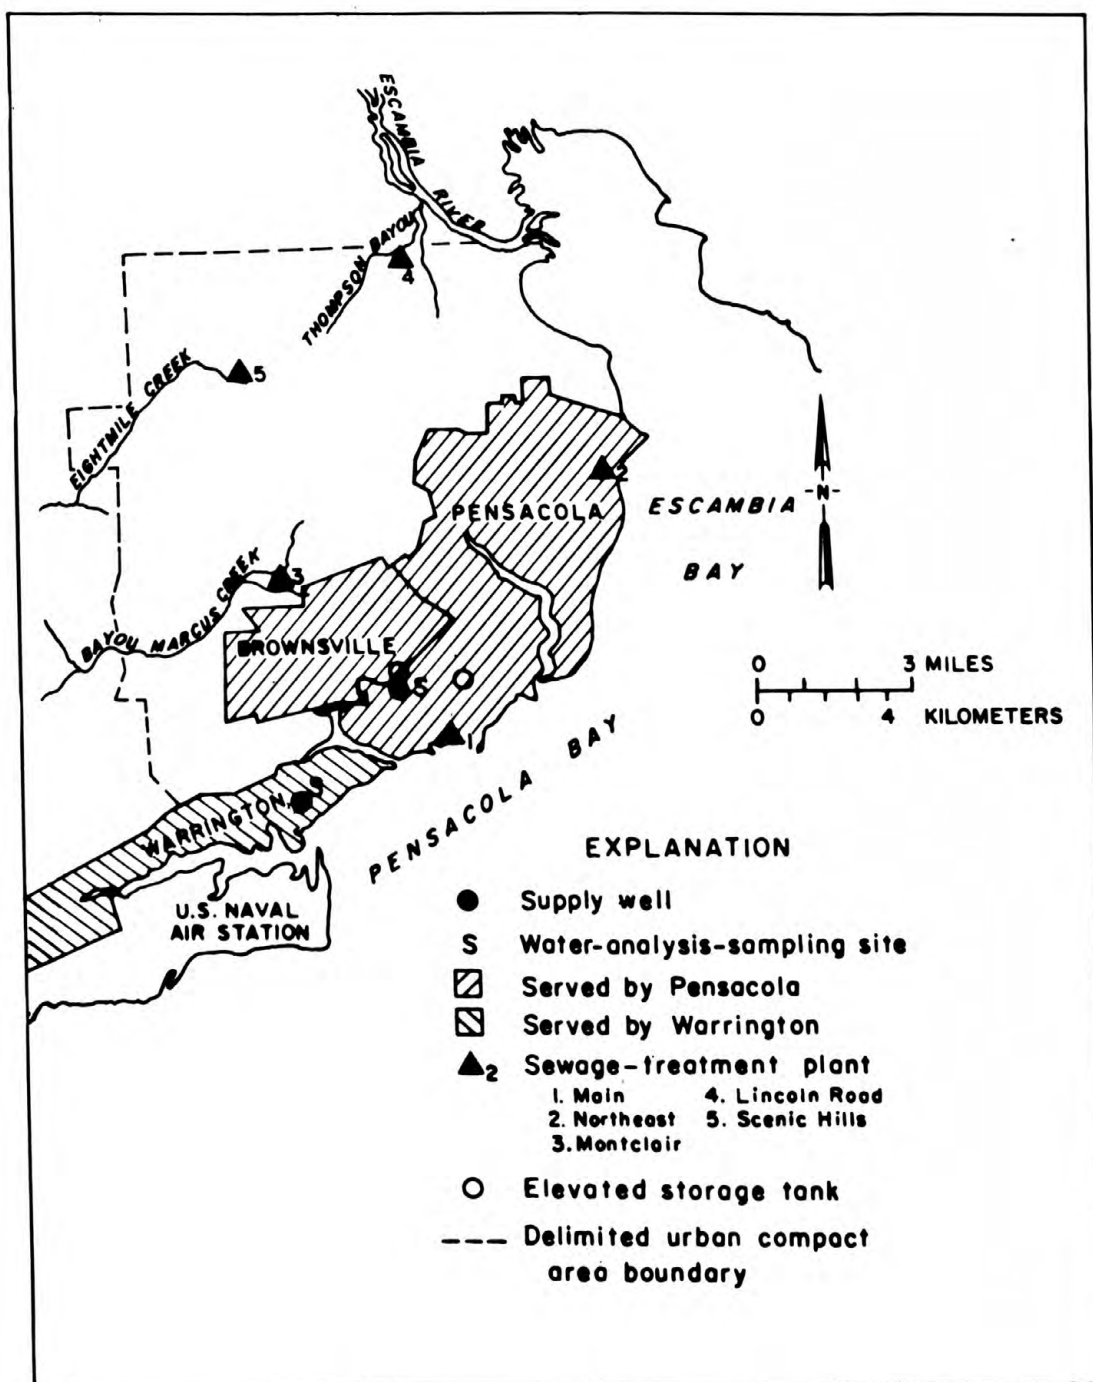 ESCAMBIA
RIVER
THOMPSON BAYOU
4
EIGHTMILE CREEK
5
2
PENSACOLA
ESCAMBIA
BAY
-N-
BAYOU MARCUS CREEK
3
BROWNSVILLE
S
0 3 MILES
0 4 KILOMETERS
1
PENSACOLA BAY
S
WARRINGTON
U.S. NAVAL
AIR STATION
EXPLANATION
Supply well
S Water-analysis-sampling site
Served by Pensacola
Served by Warrington
2 Sewage-treatment plant
1. Main 4. Lincoln Road
2. Northeast 5. Scenic Hills
3. Montclair
Elevated storage tank
Delimited urban compact
area boundary